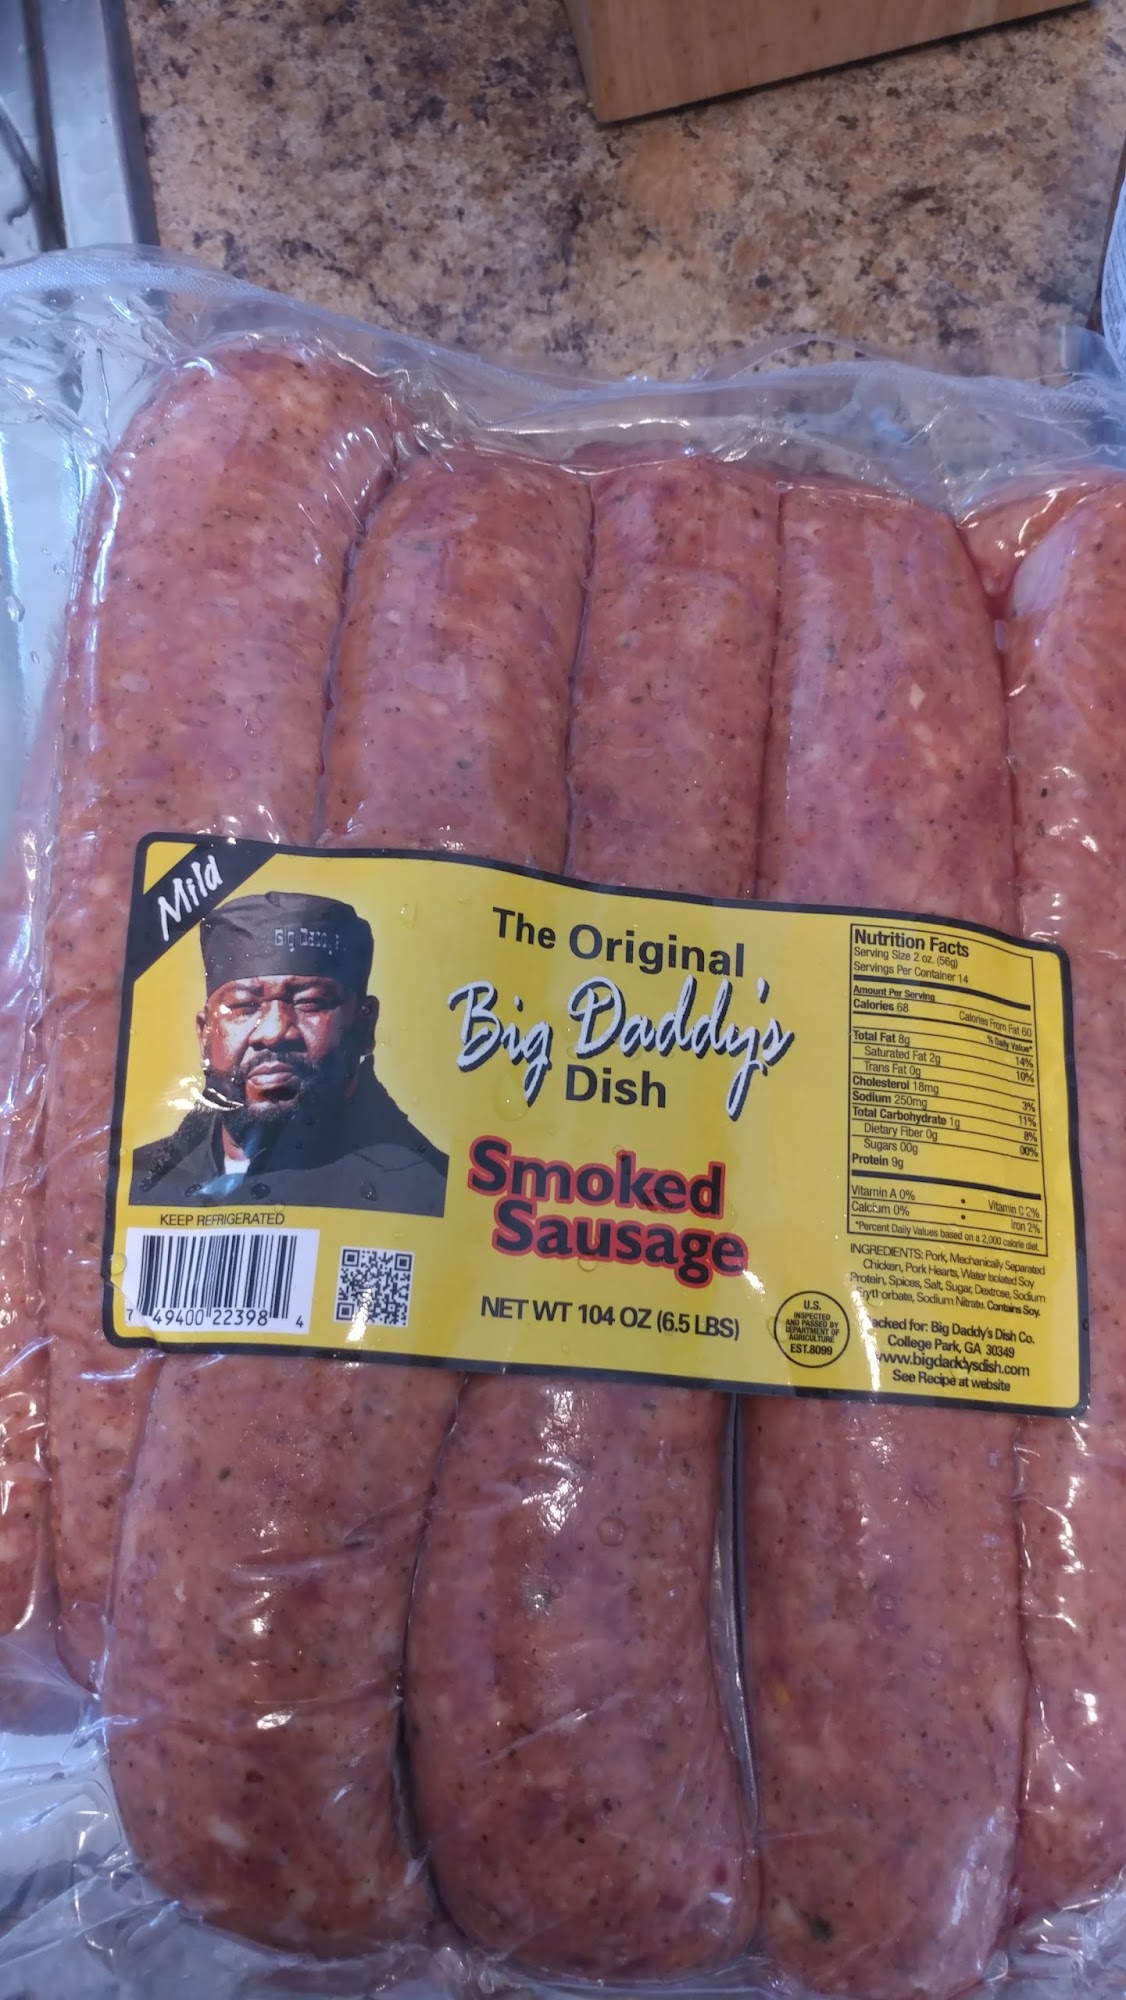 Mild
Big Daddy's
KEEP REFRIGERATED
7 49400 22398 4
The Original
Big Daddy's
Dish
Smoked
Sausage
NET WT 104 OZ (6.5 LBS)
U.S.
INSPECTED
AND PASSED BY
DEPARTMENT OF
AGRICULTURE
EST.8099
Nutrition Facts
Serving Size 2 oz. (56g)
Servings Per Container 14
Amount Per Serving
Calories 68 Calories From Fat 60
% Daily Value*
Total Fat 8g 14%
Saturated Fat 2g 10%
Trans Fat 0g
Cholesterol 18mg 3%
Sodium 250mg 11%
Total Carbohydrate 1g 8%
Dietary Fiber 0g 00%
Sugars 00g
Protein 9g
Vitamin A 0% • Vitamin C 2%
Calcium 0% • Iron 2%
*Percent Daily Values based on a 2,000 calorie diet.
INGREDIENTS: Pork, Mechanically Separated
Chicken, Pork Hearts, Water Isolated Soy
Protein, Spices, Salt, Sugar, Dextrose, Sodium
Erythorbate, Sodium Nitrate. Contains Soy.
Packed for: Big Daddy's Dish Co.
College Park, GA 30349
www.bigdaddysdish.com
See Recipe at website